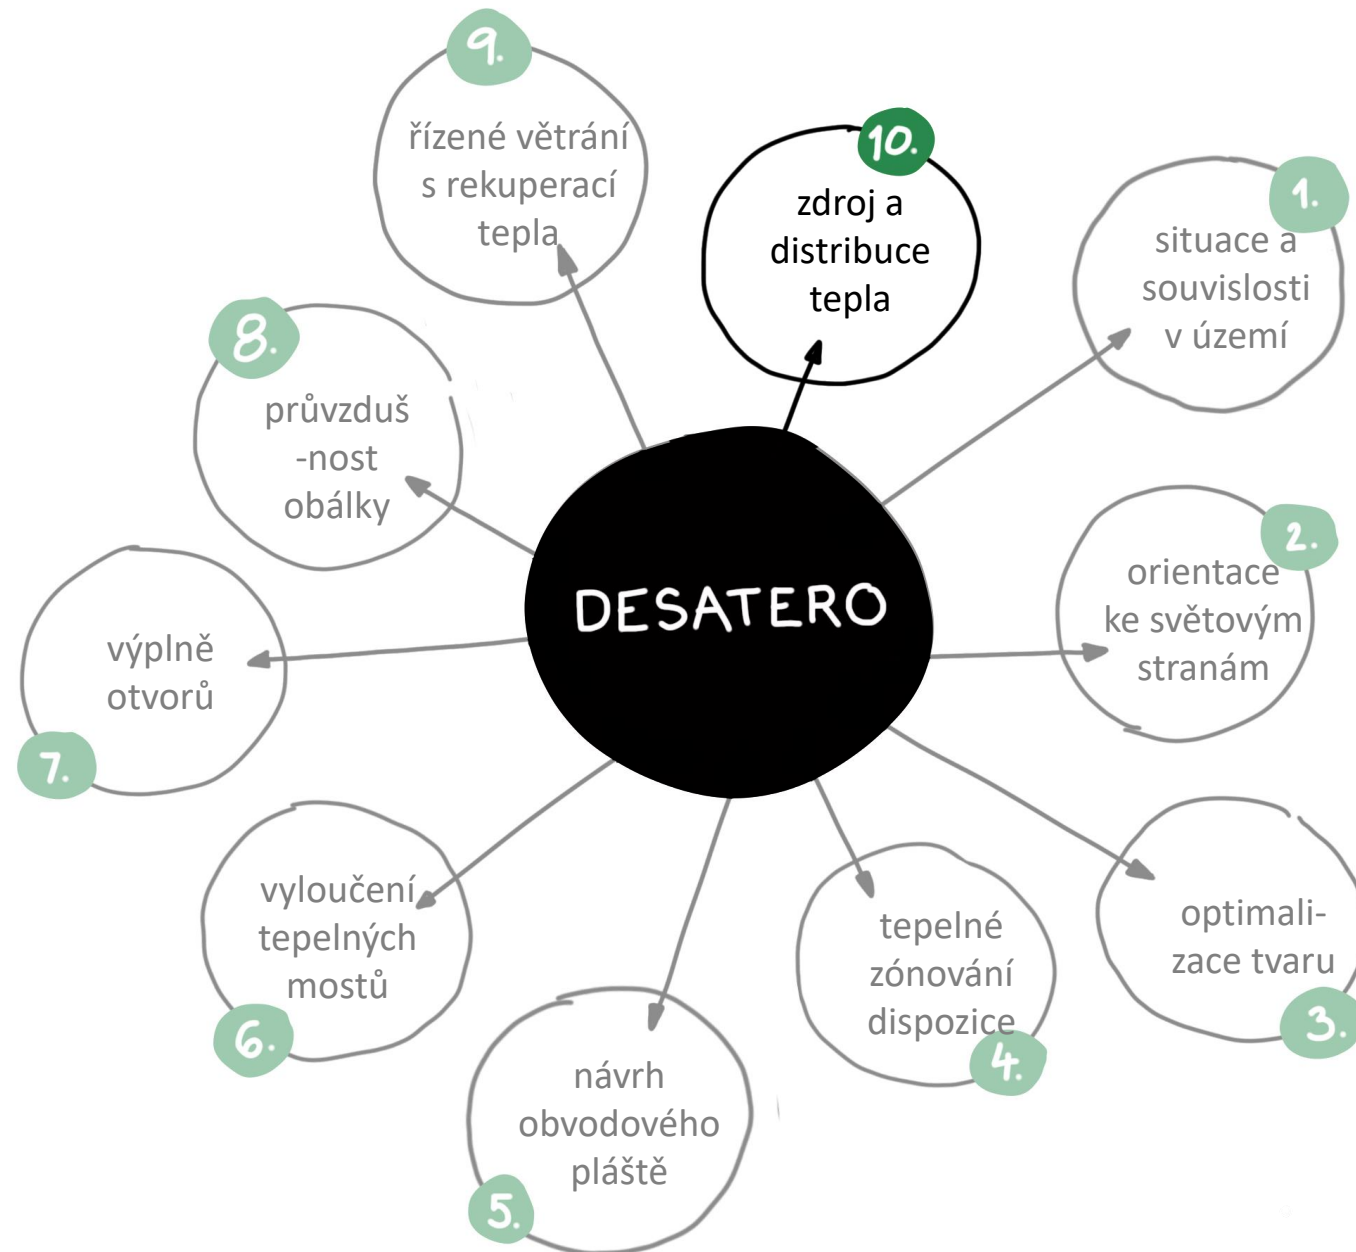 DESATERO
1.
situace a
souvislosti
v území
2.
orientace
ke světovým
stranám
3.
optimali-
zace tvaru
4.
tepelné
zónování
dispozice
5.
návrh
obvodového
pláště
6.
vyloučení
tepelných
mostů
7.
výplně
otvorů
8.
průvzduš
-nost
obálky
9.
řízené větrání
s rekuperací
tepla
10.
zdroj a
distribuce
tepla